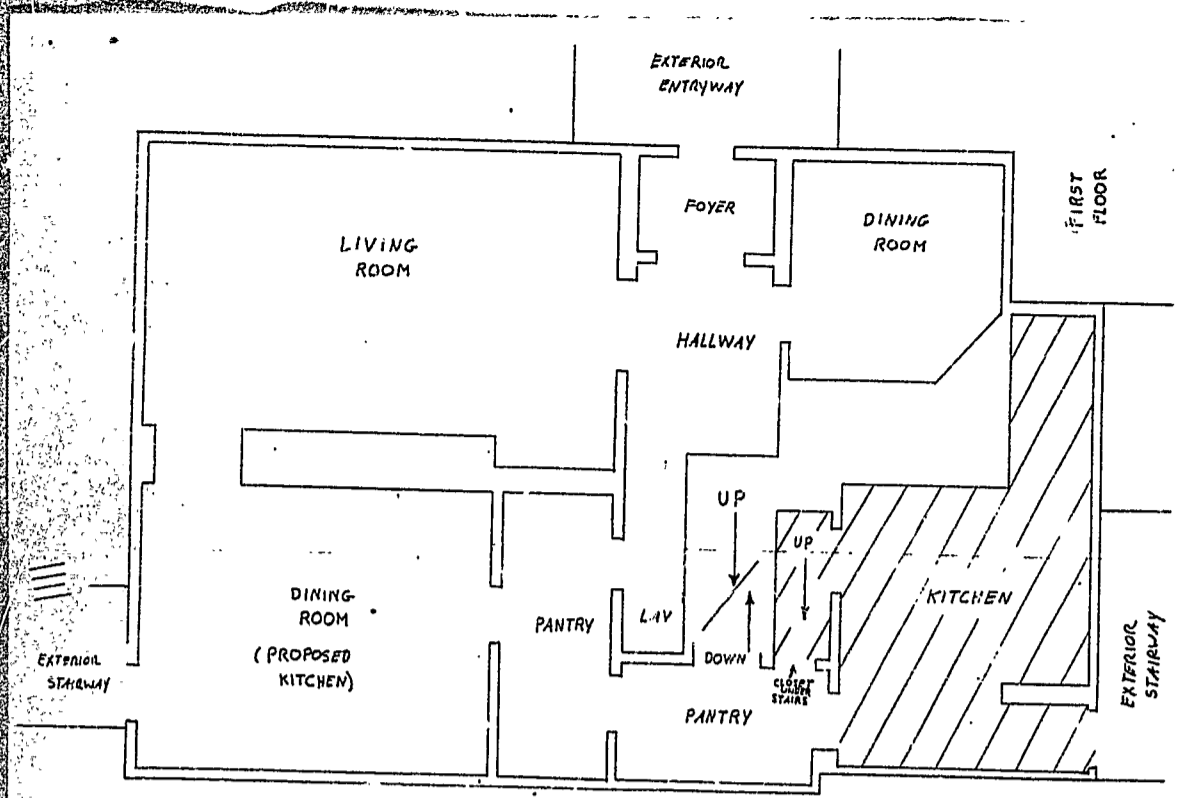 EXTERIOR
ENTRYWAY
FIRST
FLOOR
FOYER
DINING
ROOM
LIVING
ROOM
HALLWAY
UP
UP
KITCHEN
DINING
ROOM
(PROPOSED
KITCHEN)
PANTRY
LAV
DOWN
CLOSET
UNDER
STAIRS
PANTRY
EXTERIOR
STAIRWAY
EXTERIOR
STAIRWAY